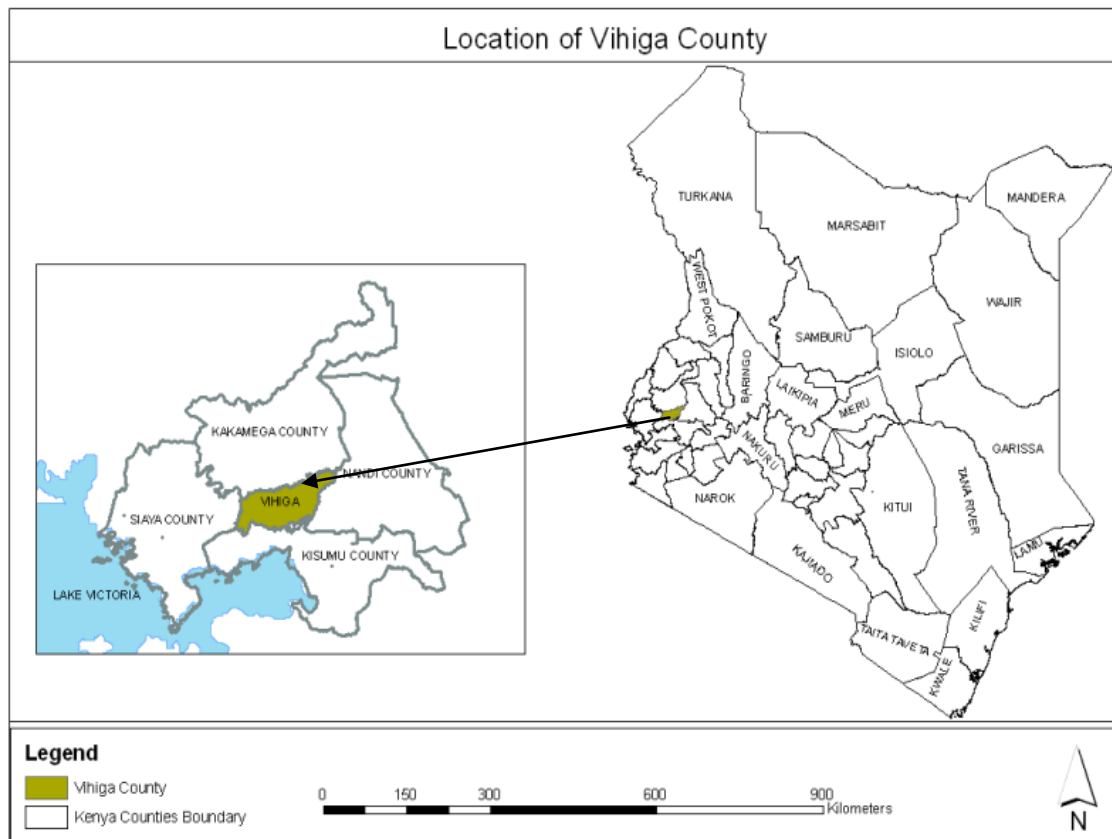 Location of Vihiga County
TURKANA
MANDERA
MARSABIT
WEST POKOT
WAJIR
SAMBURU
ISIOLO
BARINGO
LAIKIPIA
MERU
NAKURU
GARISSA
TANA RIVER
NAROK
KITUI
KAJIADO
LAMU
KILIFI
TAITA TAVETA
KWALE
KAKAMEGA COUNTY
NANDI COUNTY
VIHIGA
SIAYA COUNTY
KISUMU COUNTY
LAKE VICTORIA
Legend
Vihiga County
Kenya Counties Boundary
0 150 300 600 900
Kilometers
N